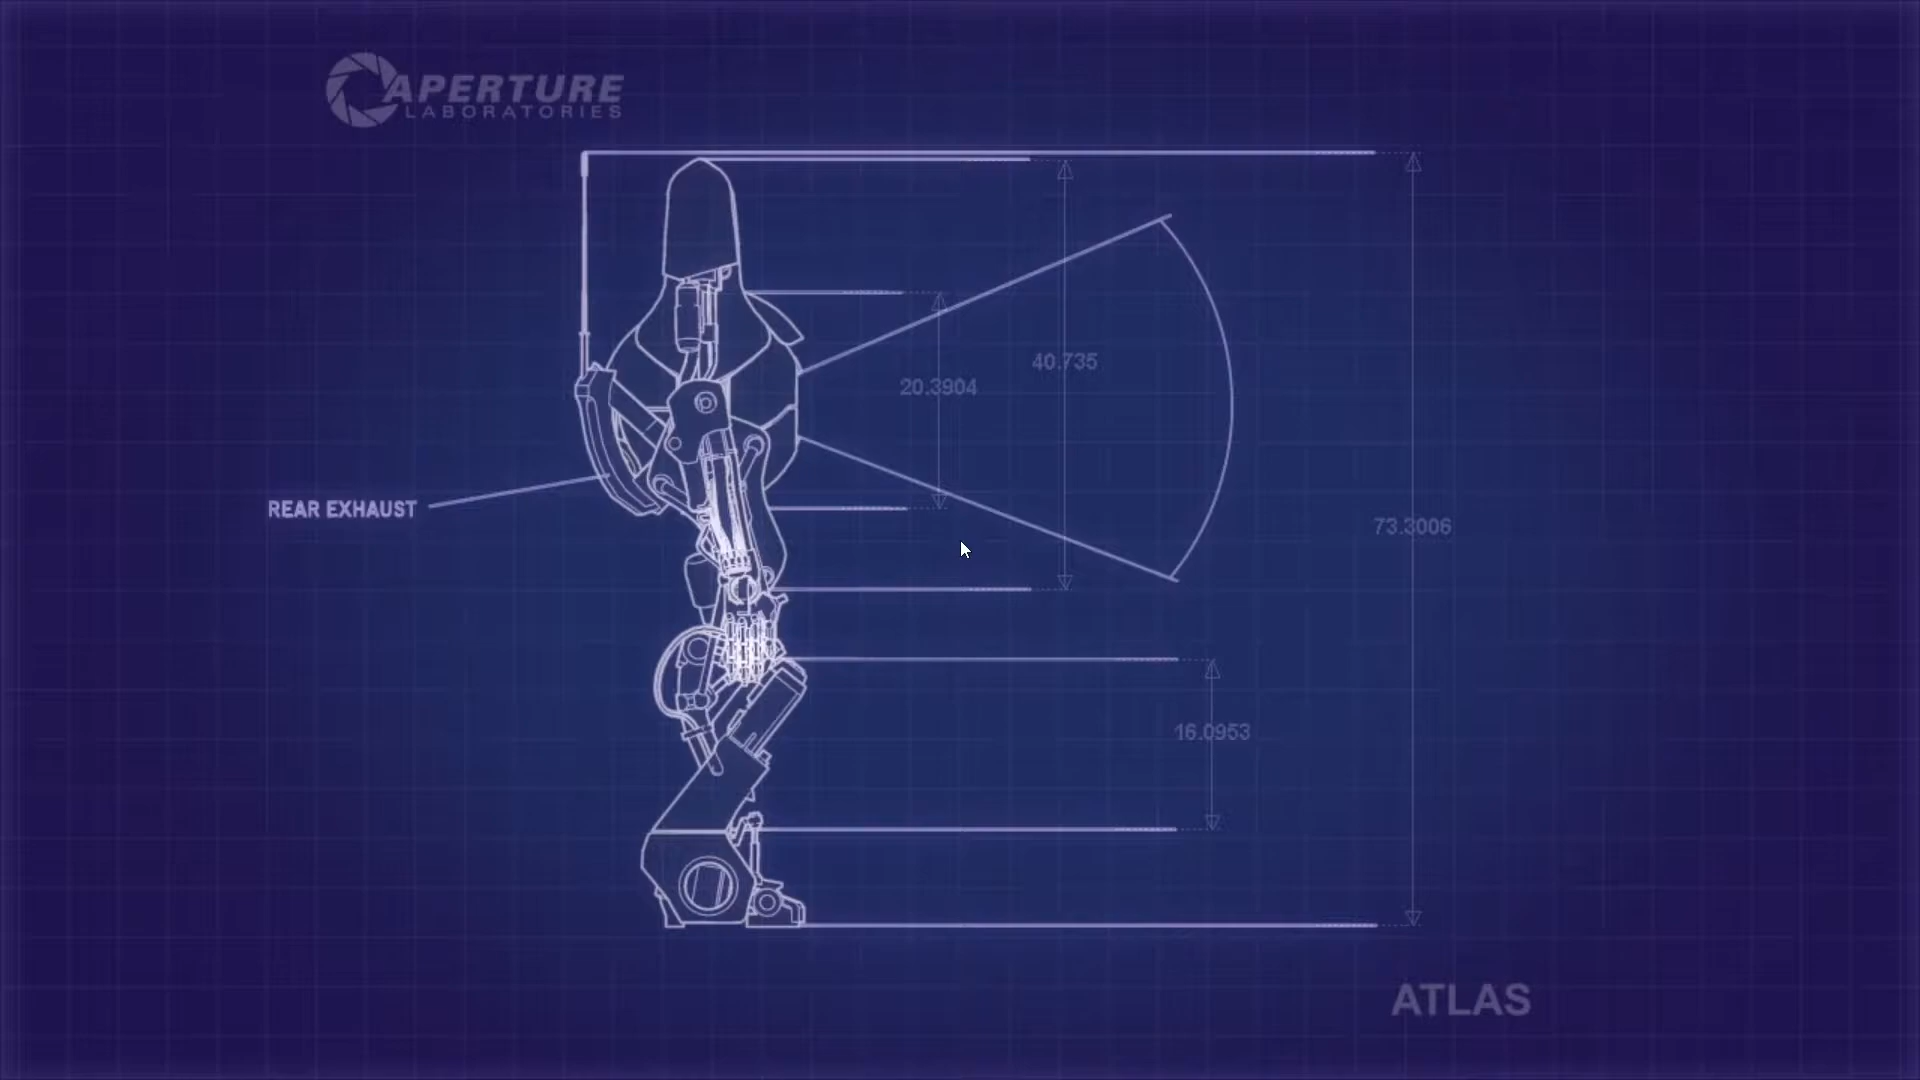 APERTURE
LABORATORIES
40.735
20.3904
REAR EXHAUST
73.3006
16.0953
ATLAS